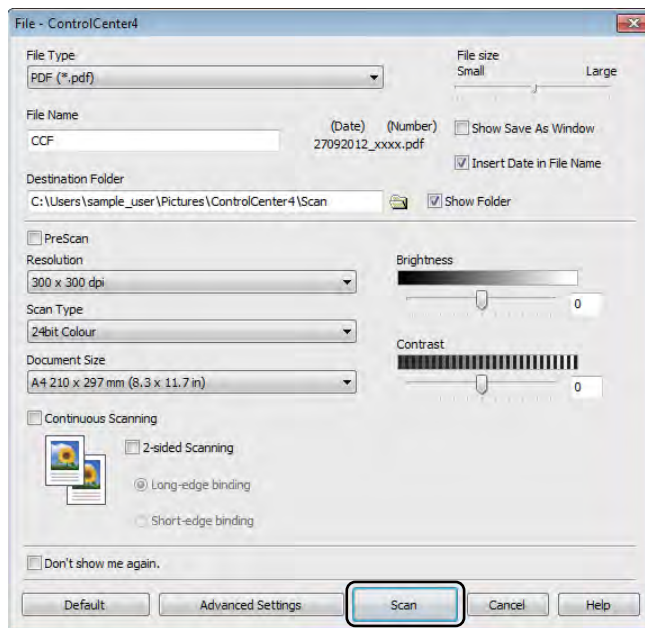 File - ControlCenter4
File Type
PDF (*.pdf)
File size
Small Large
File Name
CCF
(Date) (Number)
27092012_xxxx.pdf
Show Save As Window
Insert Date in File Name
Destination Folder
C:\Users\sample_user\Pictures\ControlCenter4\Scan
Show Folder
PreScan
Resolution
300 x 300 dpi
Scan Type
24bit Colour
Document Size
A4 210 x 297 mm (8.3 x 11.7 in)
Brightness
0
Contrast
0
Continuous Scanning
2-sided Scanning
Long-edge binding
Short-edge binding
Don't show me again.
Default Advanced Settings Scan Cancel Help